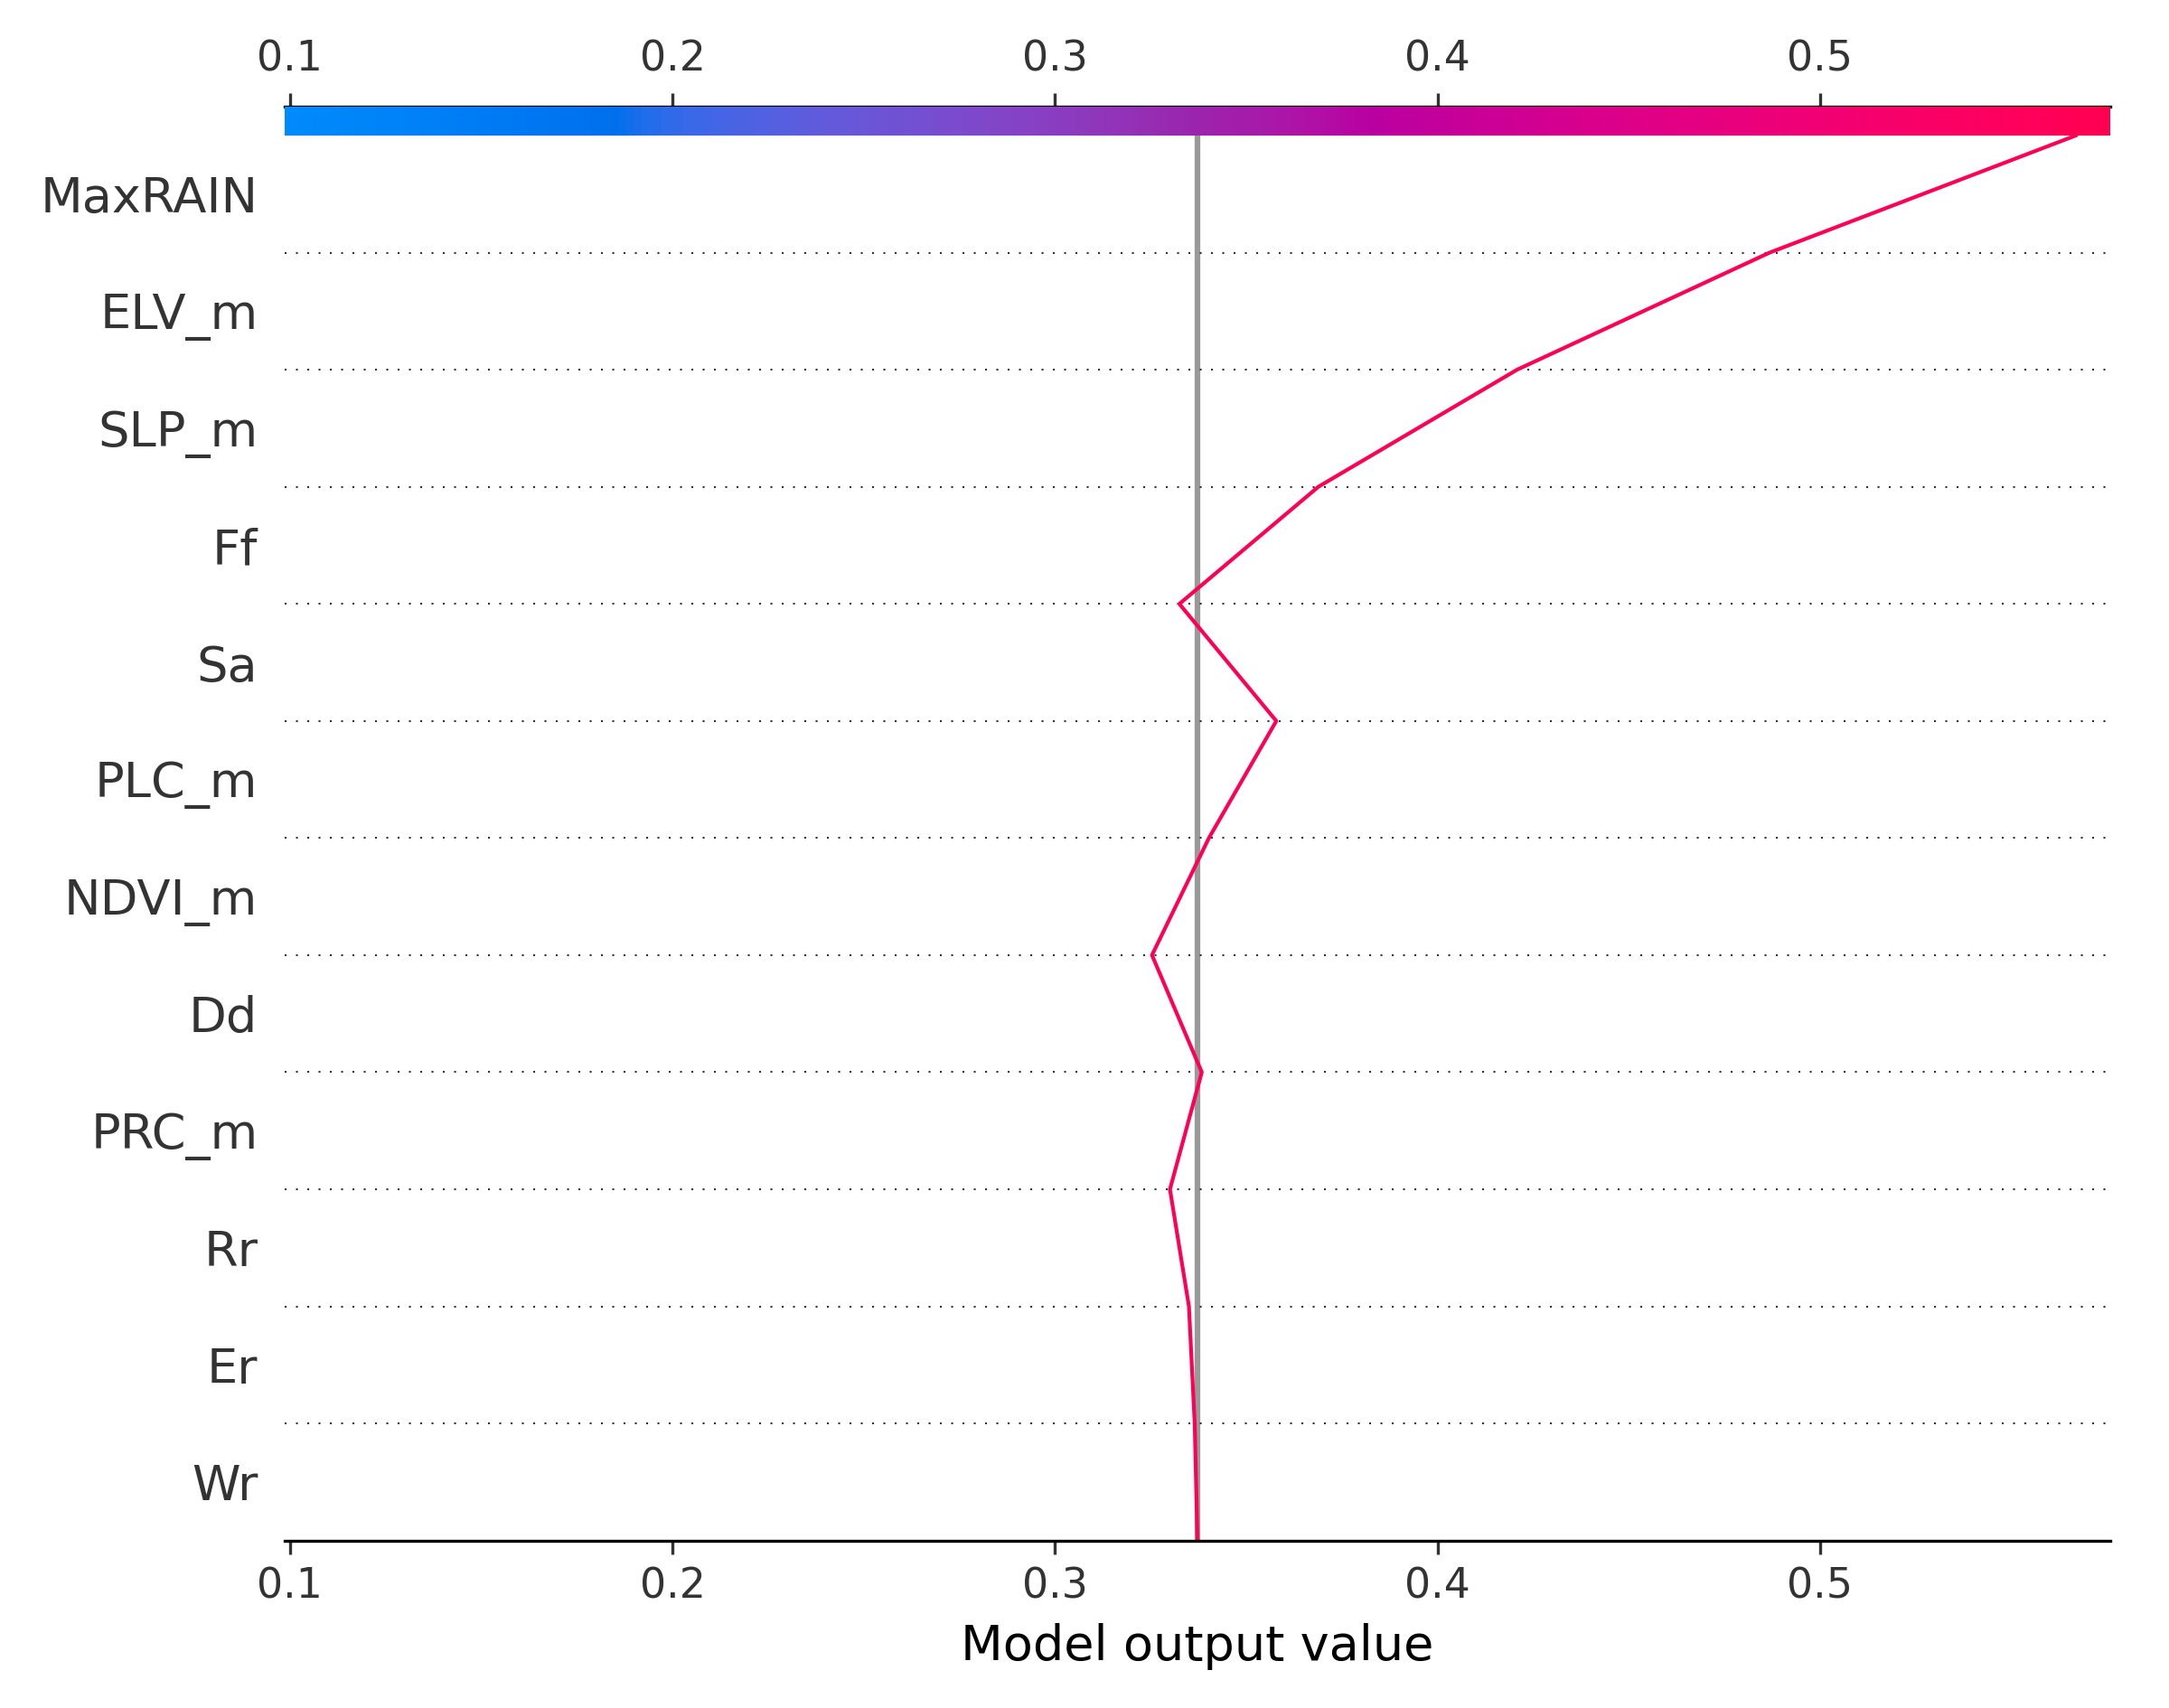 0.1 0.2 0.3 0.4 0.5
MaxRAIN
ELV_m
SLP_m
Ff
Sa
PLC_m
NDVI_m
Dd
PRC_m
Rr
Er
Wr
0.1 0.2 0.3 0.4 0.5
Model output value